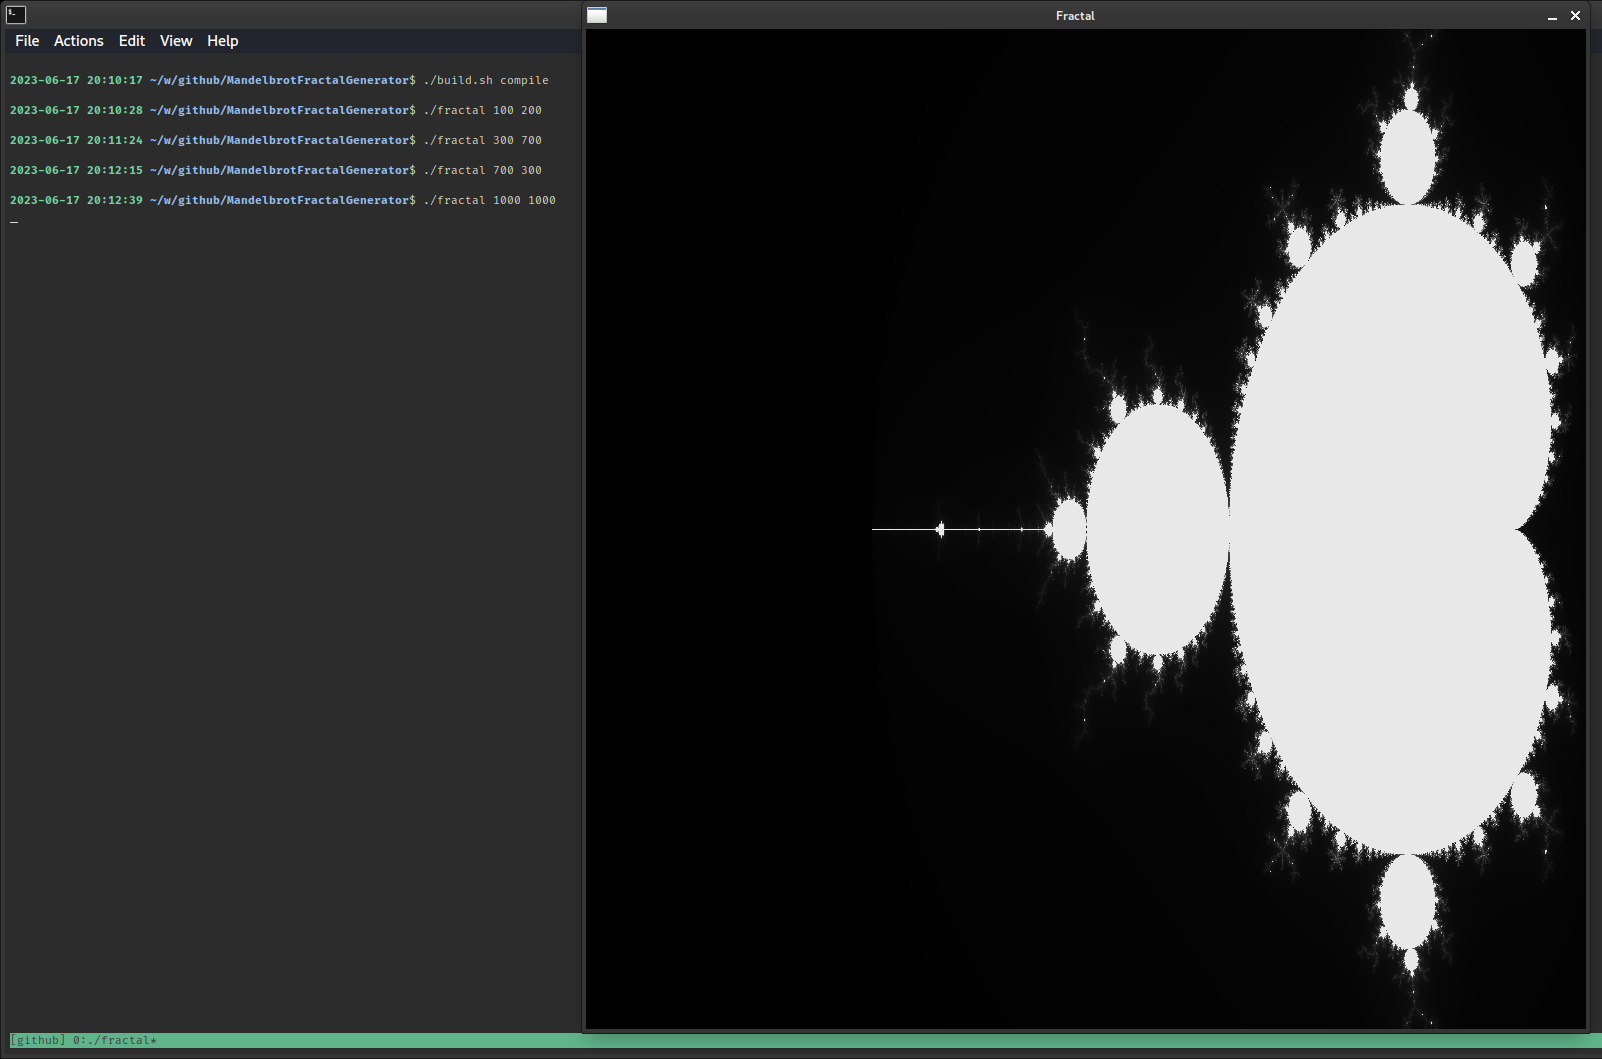 Fractal
File Actions Edit View Help
2023-06-17 20:10:17 ~/w/github/MandelbrotFractalGenerator$ ./build.sh compile
2023-06-17 20:10:28 ~/w/github/MandelbrotFractalGenerator$ ./fractal 100 200
2023-06-17 20:11:24 ~/w/github/MandelbrotFractalGenerator$ ./fractal 300 700
2023-06-17 20:12:15 ~/w/github/MandelbrotFractalGenerator$ ./fractal 700 300
2023-06-17 20:12:39 ~/w/github/MandelbrotFractalGenerator$ ./fractal 1000 1000
[github] 0:./fractal*